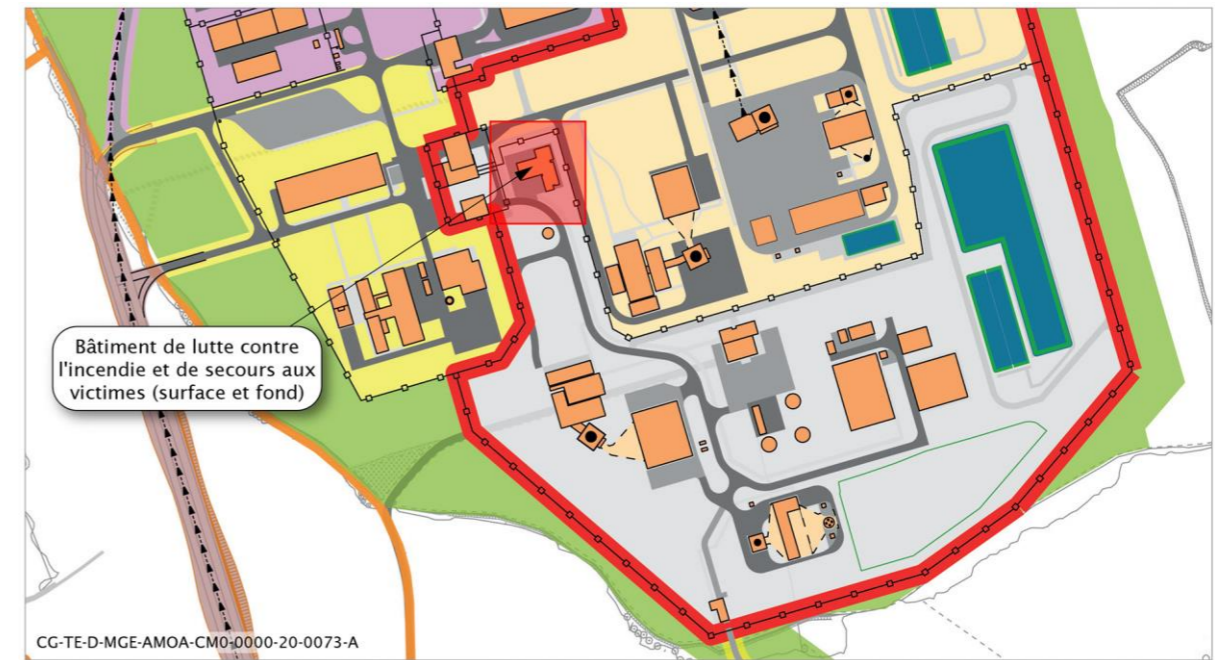 Bâtiment de lutte contre
l'incendie et de secours aux
victimes (surface et fond)
CG-TE-D-MGE-AMOA-CM0-0000-20-0073-A